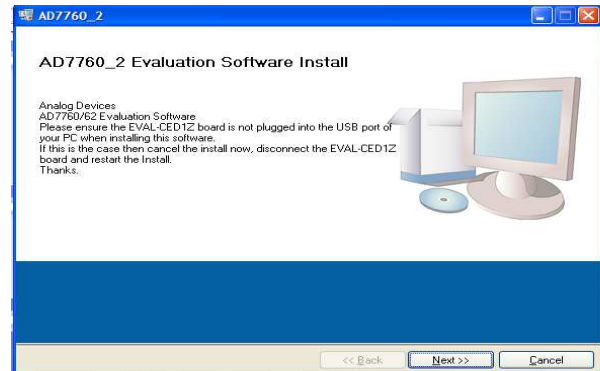 AD7760_2
AD7760_2 Evaluation Software Install
Analog Devices
AD7760/62 Evaluation Software
Please ensure the EVAL-CED1Z board is not plugged into the USB port of
your PC when installing this software.
If this is the case then cancel the install now, disconnect the EVAL-CED1Z
board and restart the Install.
Thanks.
<< Back Next >> Cancel